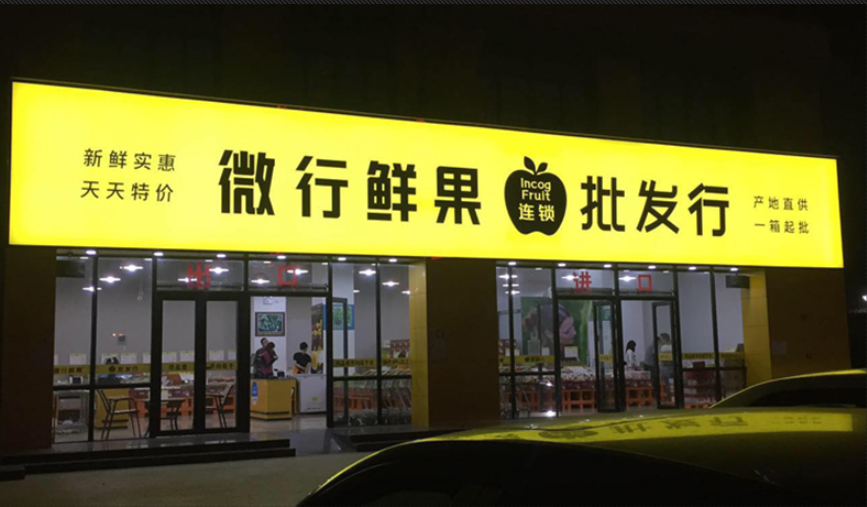 新鲜实惠
天天特价
微行鲜果
Incog
Fruit
连锁
批发行
产地直供
一箱起批
出口
进口